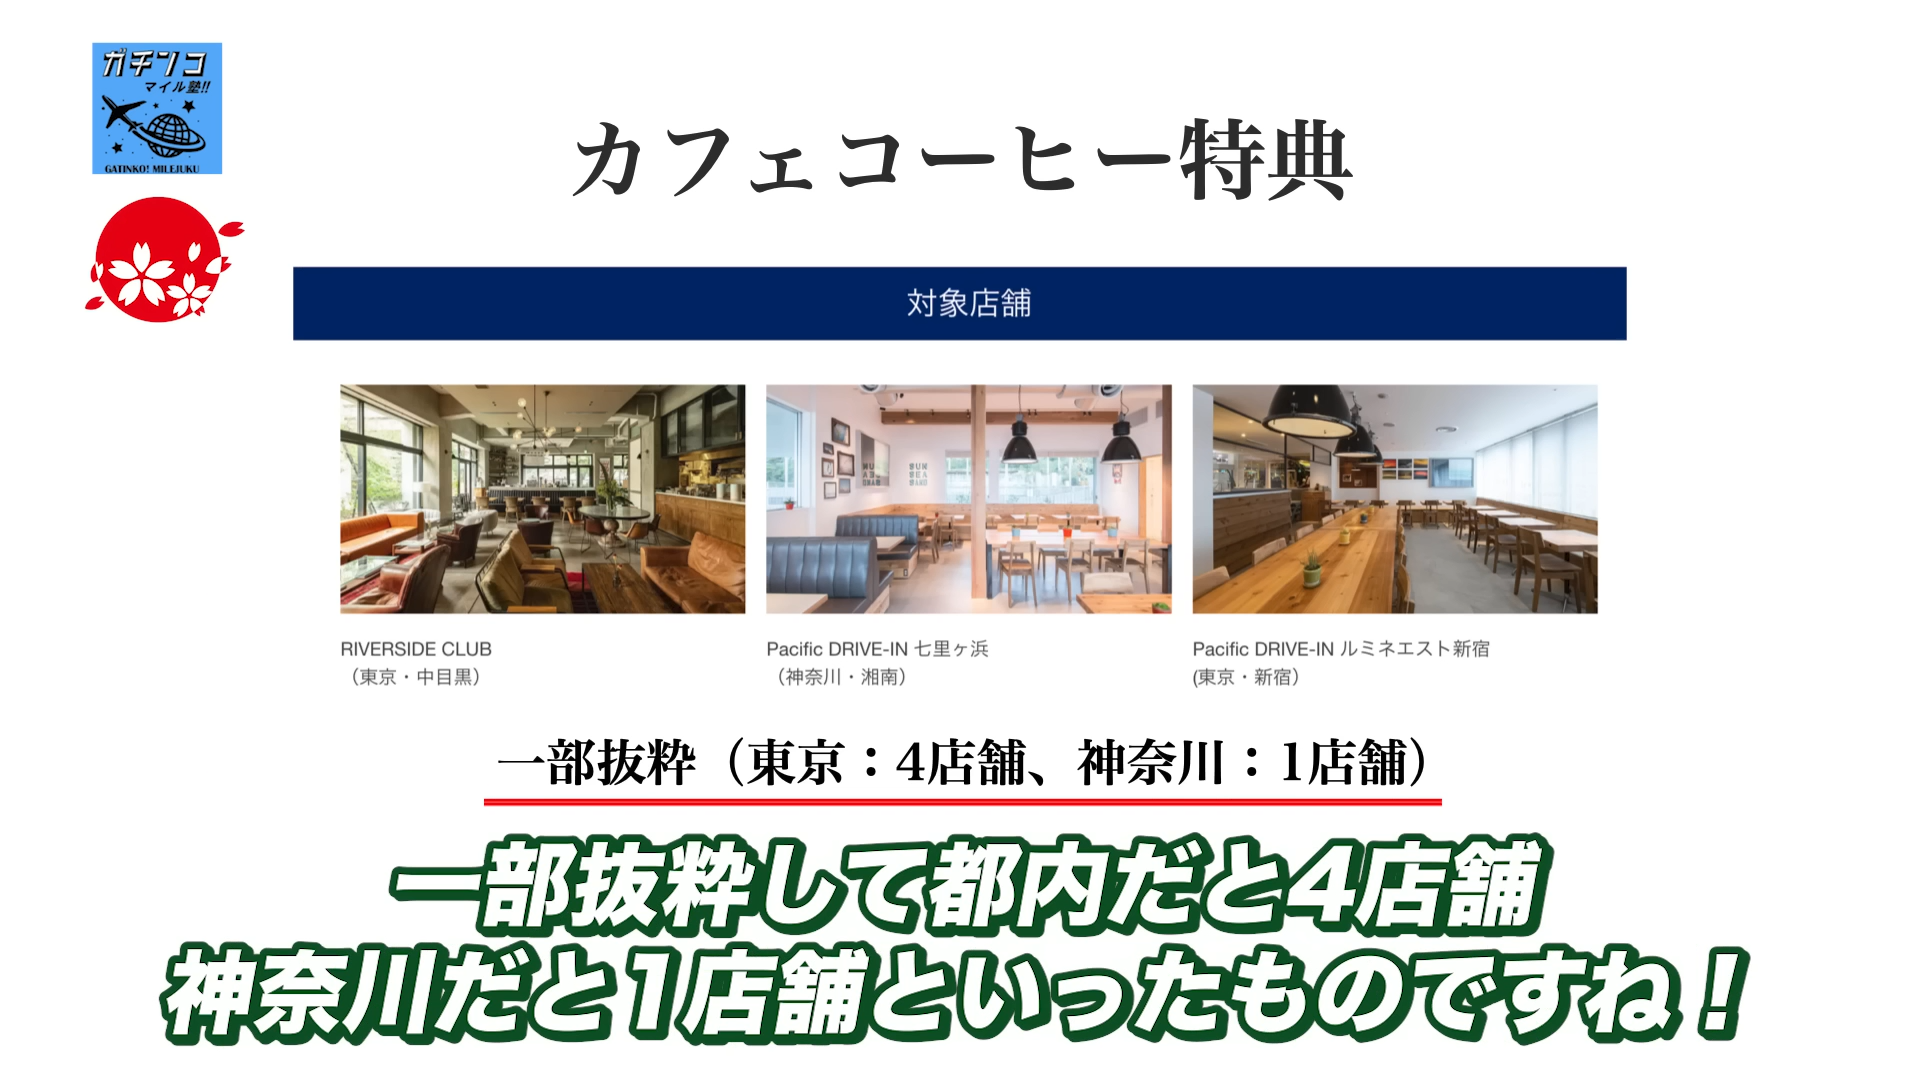 ガチンコ
マイル塾!!
GATINKO! MILEJUKU
カフェコーヒー特典
対象店舗
RIVERSIDE CLUB
（東京・中目黒）
Pacific DRIVE-IN 七里ヶ浜
（神奈川・湘南）
Pacific DRIVE-IN ルミネエスト新宿
(東京・新宿）
一部抜粋（東京：4店舗、神奈川：1店舗）
一部抜粋して都内だと4店舗
神奈川だと1店舗といったものですね！